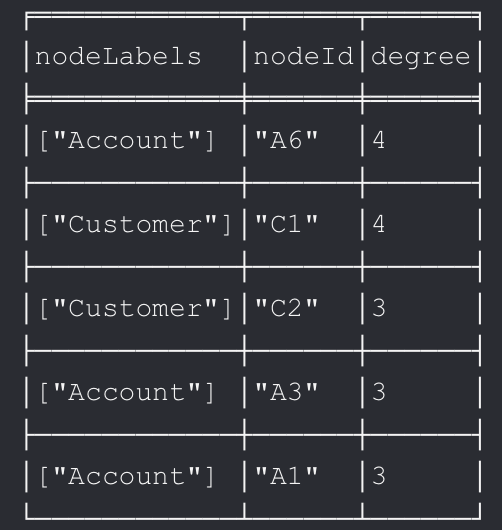 nodeLabels nodeId degree
["Account"] "A6" 4
["Customer"] "C1" 4
["Customer"] "C2" 3
["Account"] "A3" 3
["Account"] "A1" 3